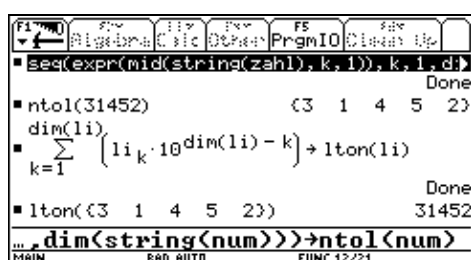 F1 Algebra Calc Other F5 PrgmIO Clean Up
seq(expr(mid(string(zahl), k, 1)), k, 1, d
Done
ntol(31452) {3 1 4 5 2}
dim(li)
Σ (li k·10^dim(li) - k) → lton(li)
k=1
Done
lton({3 1 4 5 2}) 31452
…,dim(string(num)))→ntol(num)
MAIN RAD AUTO FUNC 12/21